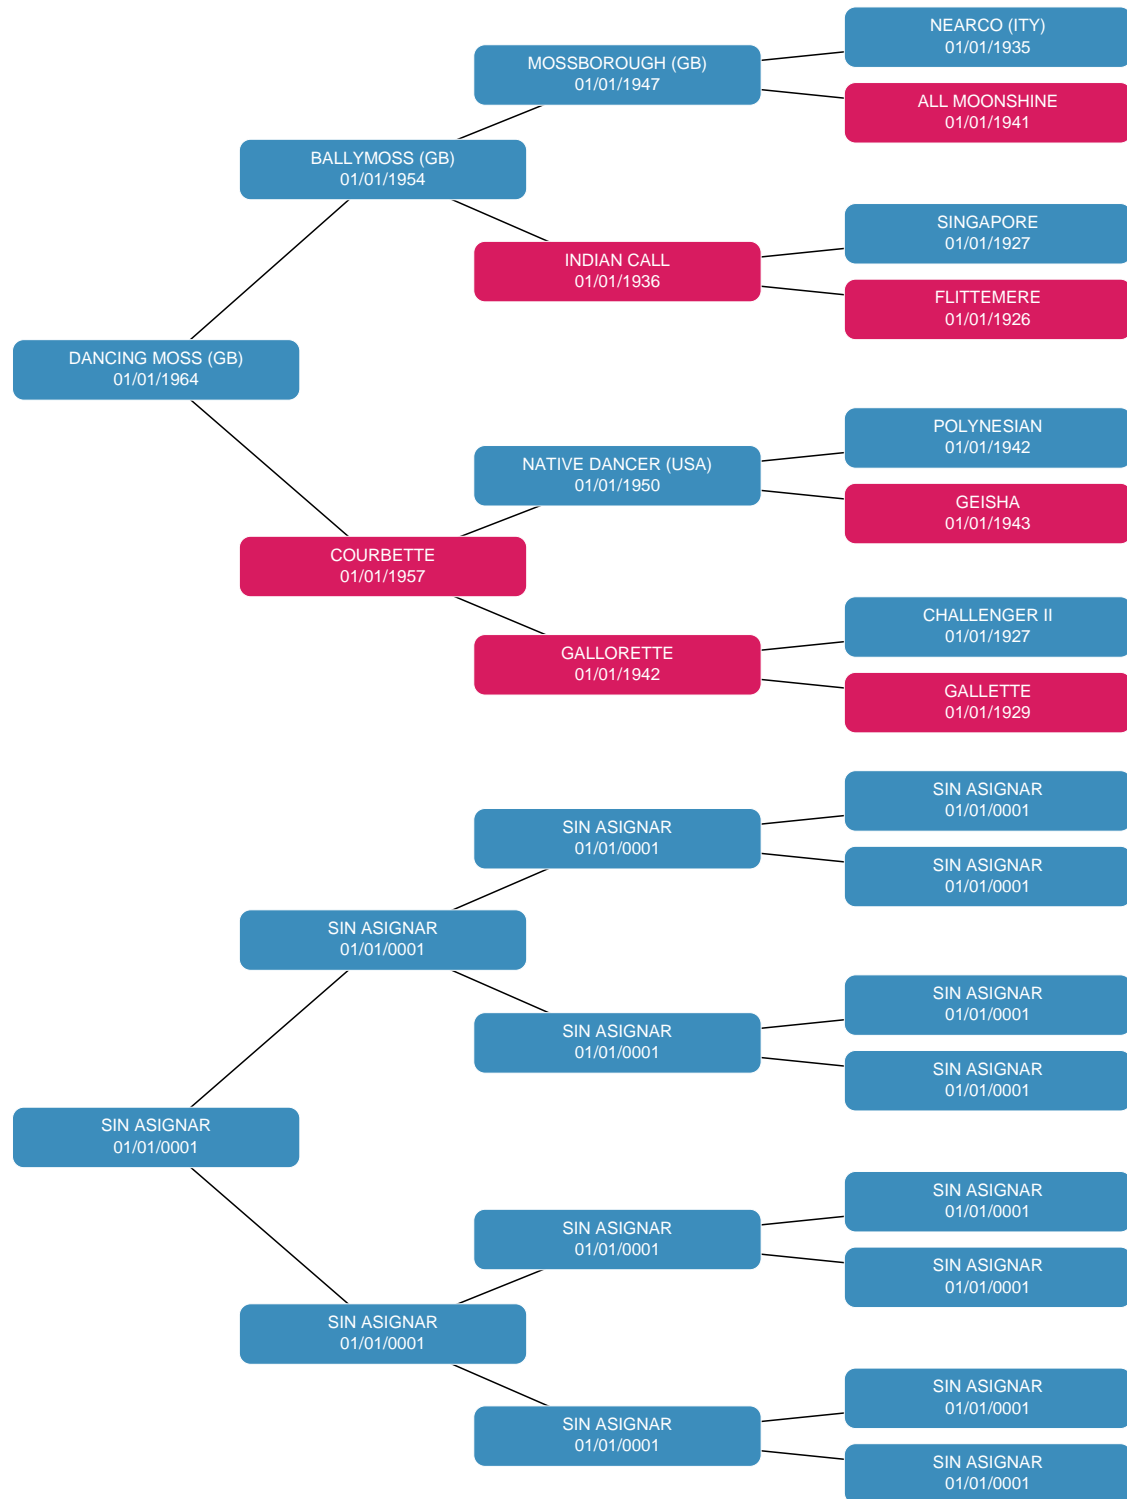 NEARCO (ITY)
01/01/1935
MOSSBOROUGH (GB)
01/01/1947
ALL MOONSHINE
01/01/1941
BALLYMOSS (GB)
01/01/1954
SINGAPORE
01/01/1927
INDIAN CALL
01/01/1936
FLITTEMERE
01/01/1926
DANCING MOSS (GB)
01/01/1964
POLYNESIAN
01/01/1942
NATIVE DANCER (USA)
01/01/1950
GEISHA
01/01/1943
COURBETTE
01/01/1957
CHALLENGER II
01/01/1927
GALLORETTE
01/01/1942
GALLETTE
01/01/1929
SIN ASIGNAR
01/01/0001
SIN ASIGNAR
01/01/0001
SIN ASIGNAR
01/01/0001
SIN ASIGNAR
01/01/0001
SIN ASIGNAR
01/01/0001
SIN ASIGNAR
01/01/0001
SIN ASIGNAR
01/01/0001
SIN ASIGNAR
01/01/0001
SIN ASIGNAR
01/01/0001
SIN ASIGNAR
01/01/0001
SIN ASIGNAR
01/01/0001
SIN ASIGNAR
01/01/0001
SIN ASIGNAR
01/01/0001
SIN ASIGNAR
01/01/0001
SIN ASIGNAR
01/01/0001